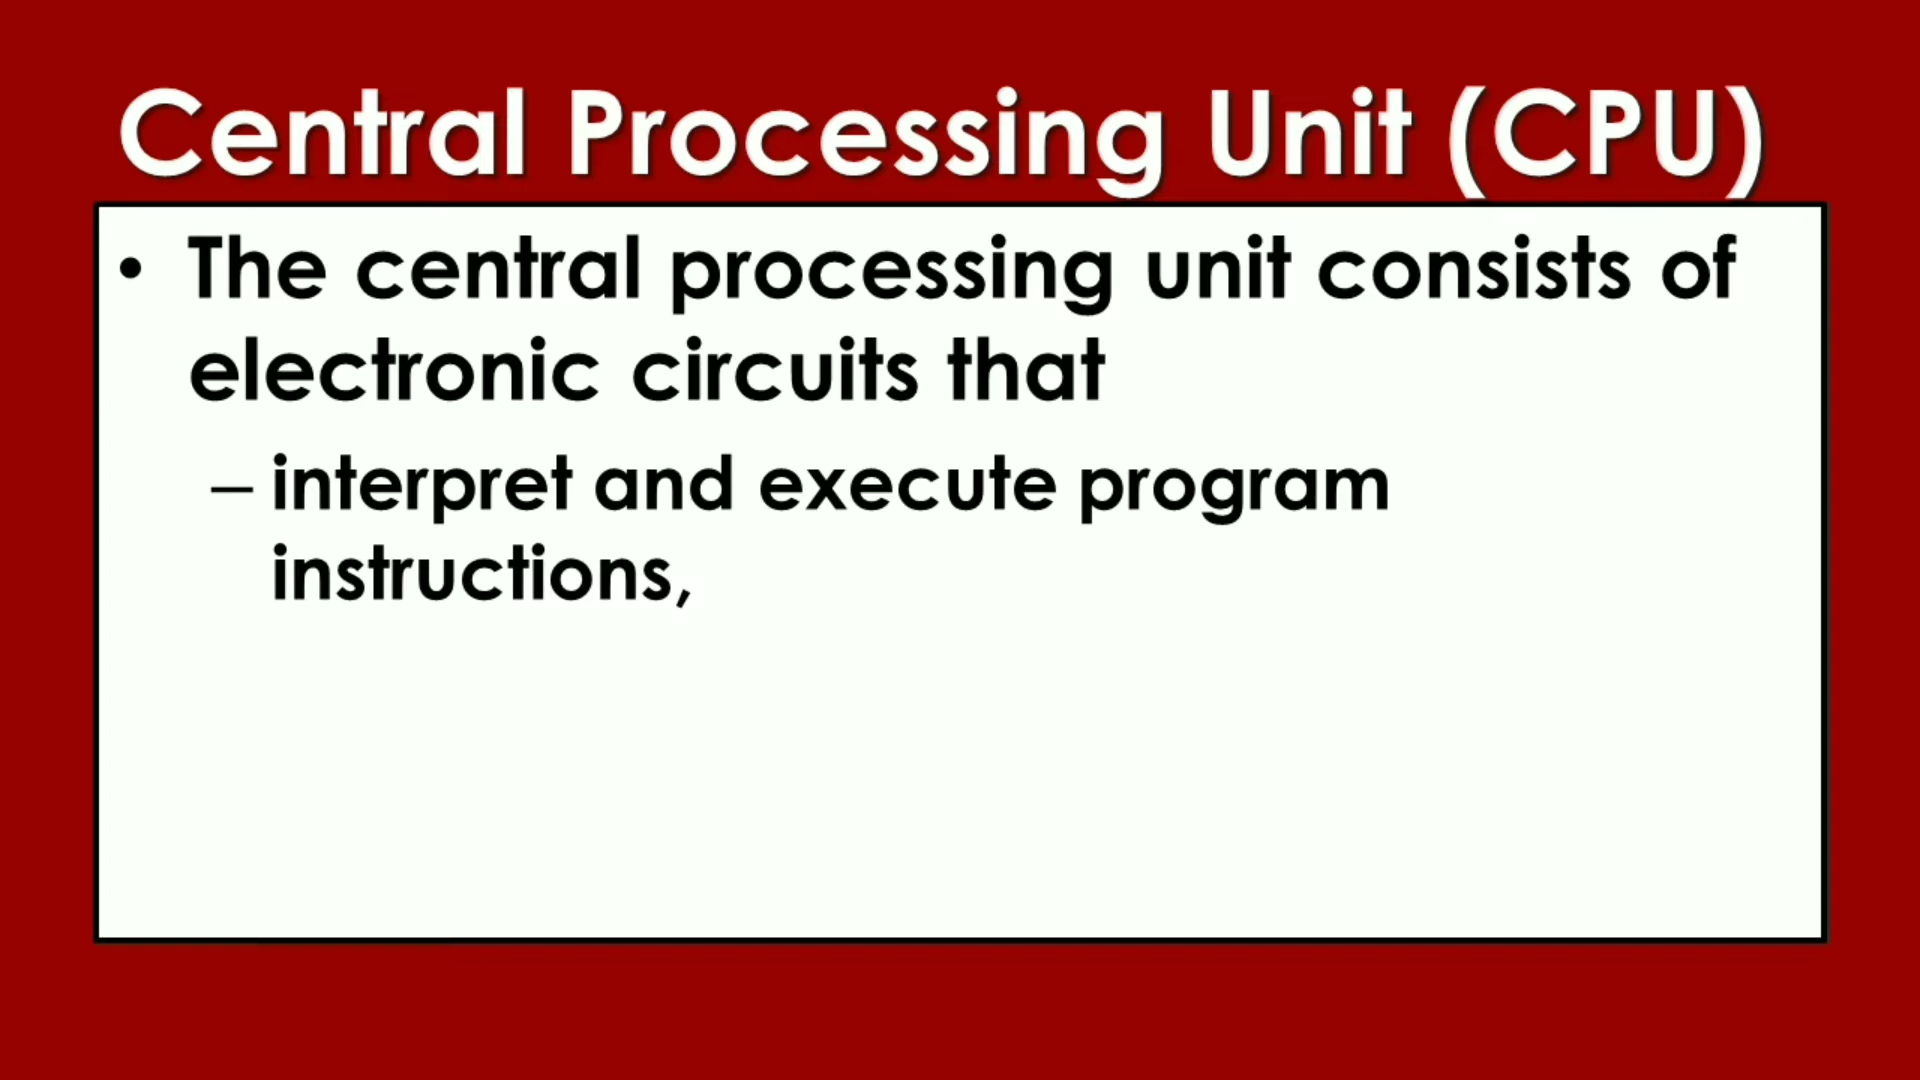 Central Processing Unit (CPU)
• The central processing unit consists of
electronic circuits that
– interpret and execute program
instructions,